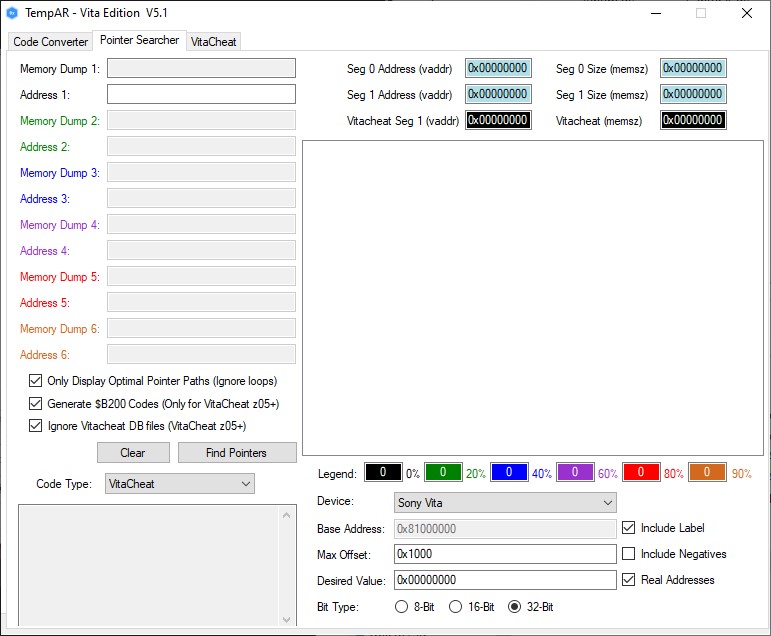 TempAR - Vita Edition V5.1
Code Converter Pointer Searcher VitaCheat
Memory Dump 1:
Address 1:
Memory Dump 2:
Address 2:
Memory Dump 3:
Address 3:
Memory Dump 4:
Address 4:
Memory Dump 5:
Address 5:
Memory Dump 6:
Address 6:
Only Display Optimal Pointer Paths (Ignore loops)
Generate $B200 Codes (Only for VitaCheat z05+)
Ignore Vitacheat DB files (VitaCheat z05+)
Clear Find Pointers
Code Type: VitaCheat
Seg 0 Address (vaddr) 0x00000000 Seg 0 Size (memsz) 0x00000000
Seg 1 Address (vaddr) 0x00000000 Seg 1 Size (memsz) 0x00000000
Vitacheat Seg 1 (vaddr) 0x00000000 Vitacheat (memsz) 0x00000000
Legend: 0 0% 0 20% 0 40% 0 60% 0 80% 0 90%
Device: Sony Vita
Base Address: 0x81000000 Include Label
Max Offset: 0x1000 Include Negatives
Desired Value: 0x00000000 Real Addresses
Bit Type: 8-Bit 16-Bit 32-Bit